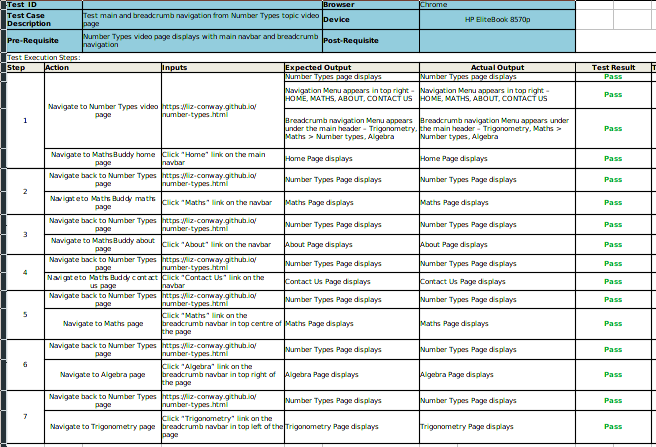 Test ID
Browser
Chrome
Test Case
Description
Test main and breadcrumb navigation from Number Types topic video
page
Device
HP EliteBook 8570p
Pre-Requisite
Number Types video page displays with main navbar and breadcrumb
navigation
Post-Requisite
Test Execution Steps:
Step Action Inputs Expected Output Actual Output Test Result
1
Navigate to Number Types video
page
https://liz-conway.github.io/
number-types.html
Number Types page displays Number Types page displays Pass
Navigation Menu appears in top right –
HOME, MATHS, ABOUT, CONTACT US
Navigation Menu appears in top right –
HOME, MATHS, ABOUT, CONTACT US
Pass
Breadcrumb navigation Menu appears
under the main header – Trigonometry,
Maths > Number types, Algebra
Breadcrumb navigation Menu appears
under the main header – Trigonometry,
Maths > Number types, Algebra
Pass
Navigate to MathsBuddy home
page
Click "Home" link on the main
navbar
Home Page displays Home Page displays Pass
2
Navigate back to Number Types
page
https://liz-conway.github.io/
number-types.html
Number Types Page displays Number Types Page displays Pass
Navigate to MathsBuddy maths
page
Click "Maths" link on the navbar
Maths Page displays Maths Page displays Pass
3
Navigate back to Number Types
page
https://liz-conway.github.io/
number-types.html
Number Types Page displays Number Types Page displays Pass
Navigate to MathsBuddy about
page
Click "About" link on the navbar
About Page displays About Page displays Pass
4
Navigate back to Number Types
page
https://liz-conway.github.io/
number-types.html
Number Types Page displays Number Types Page displays Pass
Navigate to MathsBuddy contact
us page
Click "Contact Us" link on the
navbar
Contact Us Page displays Contact Us Page displays Pass
5
Navigate back to Number Types
page
https://liz-conway.github.io/
number-types.html
Number Types Page displays Number Types Page displays Pass
Navigate to Maths page
Click "Maths" link on the
breadcrumb navbar in top centre of
the page
Maths Page displays Maths Page displays Pass
6
Navigate back to Number Types
page
https://liz-conway.github.io/
number-types.html
Number Types Page displays Number Types Page displays Pass
Navigate to Algebra page
Click "Algebra" link on the
breadcrumb navbar in top right of
the page
Algebra Page displays Algebra Page displays Pass
7
Navigate back to Number Types
page
https://liz-conway.github.io/
number-types.html
Number Types Page displays Number Types Page displays Pass
Navigate to Trigonometry page
Click "Trigonometry" link on the
breadcrumb navbar in top left of the
page
Trigonometry Page displays Trigonometry Page displays Pass